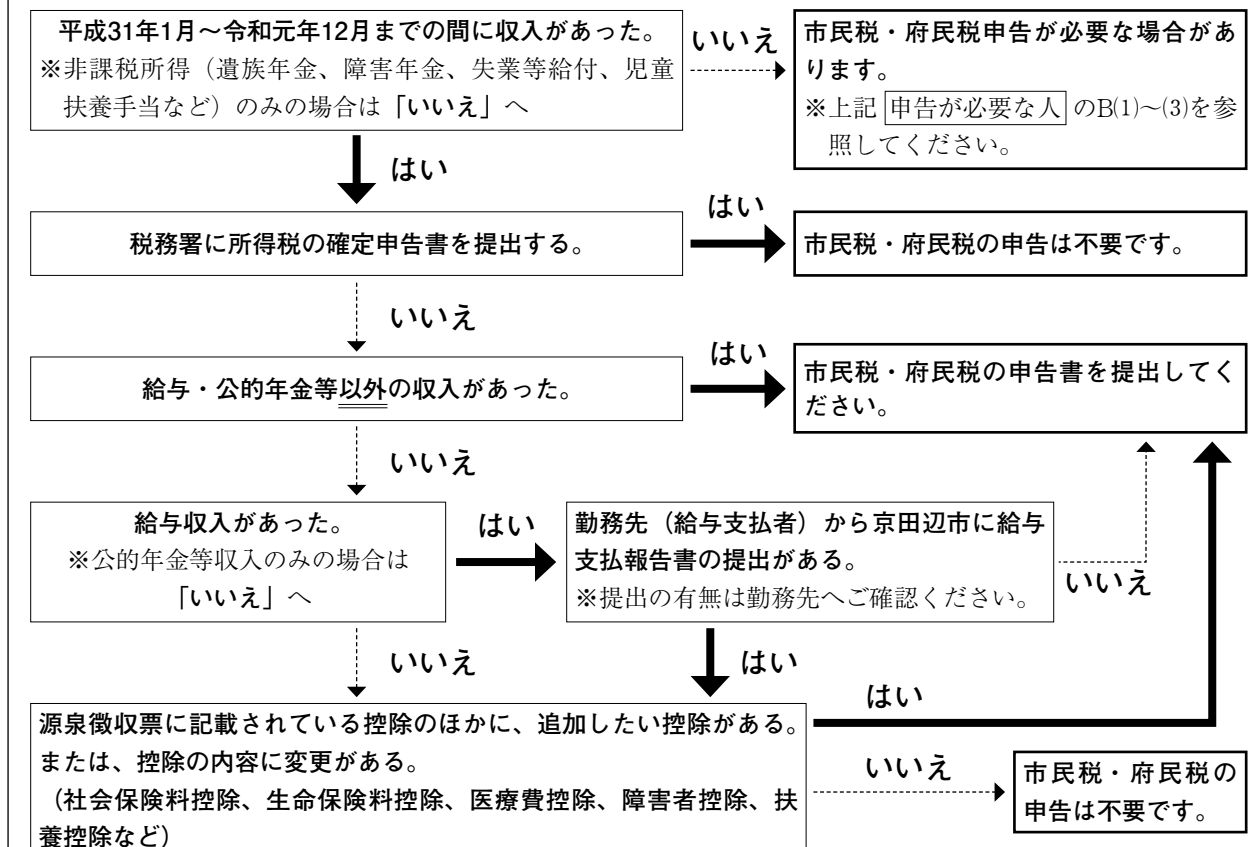 平成31年1月～令和元年12月までの間に収入があった。
※非課税所得（遺族年金、障害年金、失業等給付、児童
扶養手当など）のみの場合は「いいえ」へ
いいえ
市民税・府民税申告が必要な場合があ
ります。
※上記 申告が必要な人 のB⑴～⑶を参
照してください。
はい
税務署に所得税の確定申告書を提出する。
はい
市民税・府民税の申告は不要です。
いいえ
給与・公的年金等以外の収入があった。
はい
市民税・府民税の申告書を提出してく
ださい。
いいえ
給与収入があった。
※公的年金等収入のみの場合は
「いいえ」へ
はい
勤務先（給与支払者）から京田辺市に給与
支払報告書の提出がある。
※提出の有無は勤務先へご確認ください。
いいえ
いいえ
はい
源泉徴収票に記載されている控除のほかに、追加したい控除がある。
または、控除の内容に変更がある。
（社会保険料控除、生命保険料控除、医療費控除、障害者控除、扶
養控除など）
はい
いいえ
市民税・府民税の
申告は不要です。